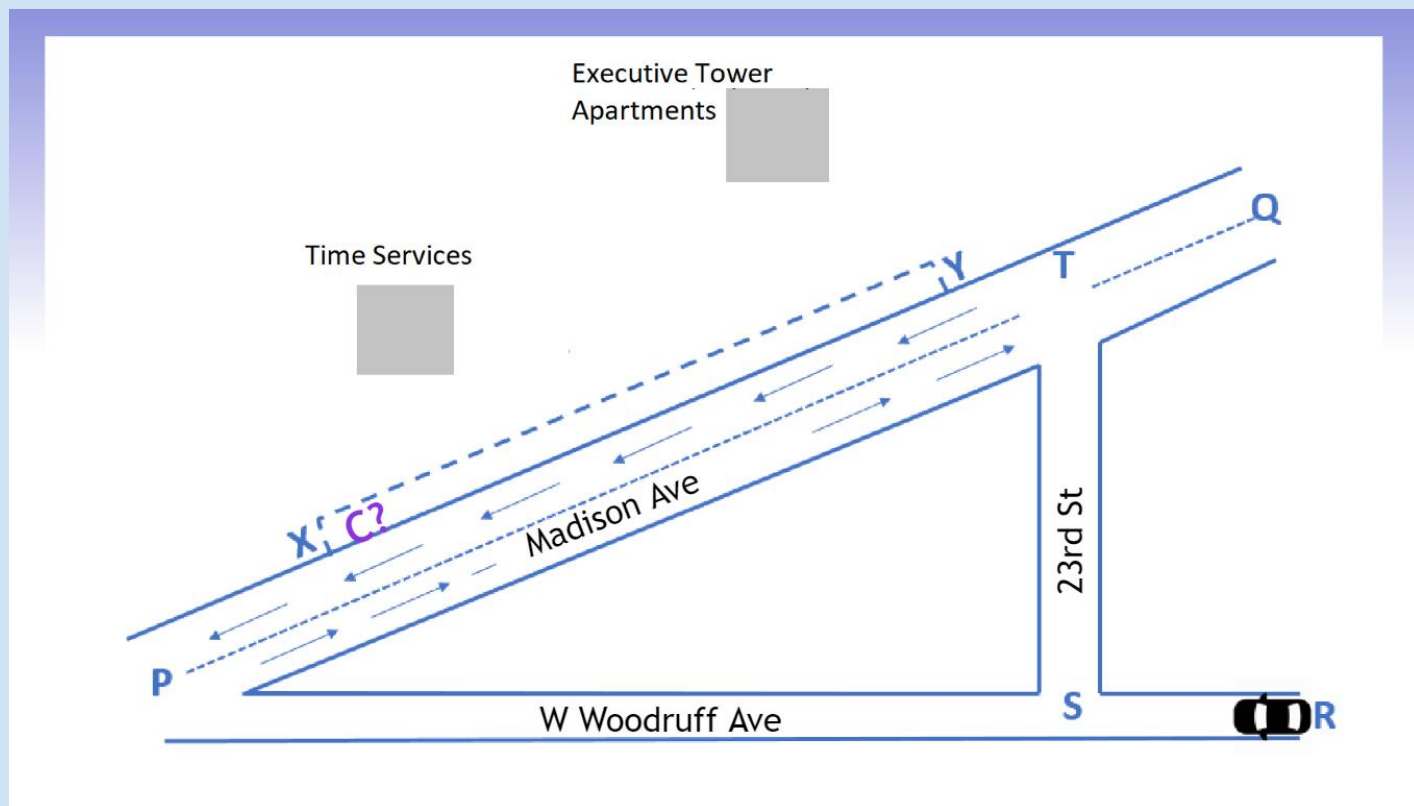 Executive Tower
Apartments
Q
T
Y
Time Services
X
C?
Madison Ave
23rd St
P
S
W Woodruff Ave
R